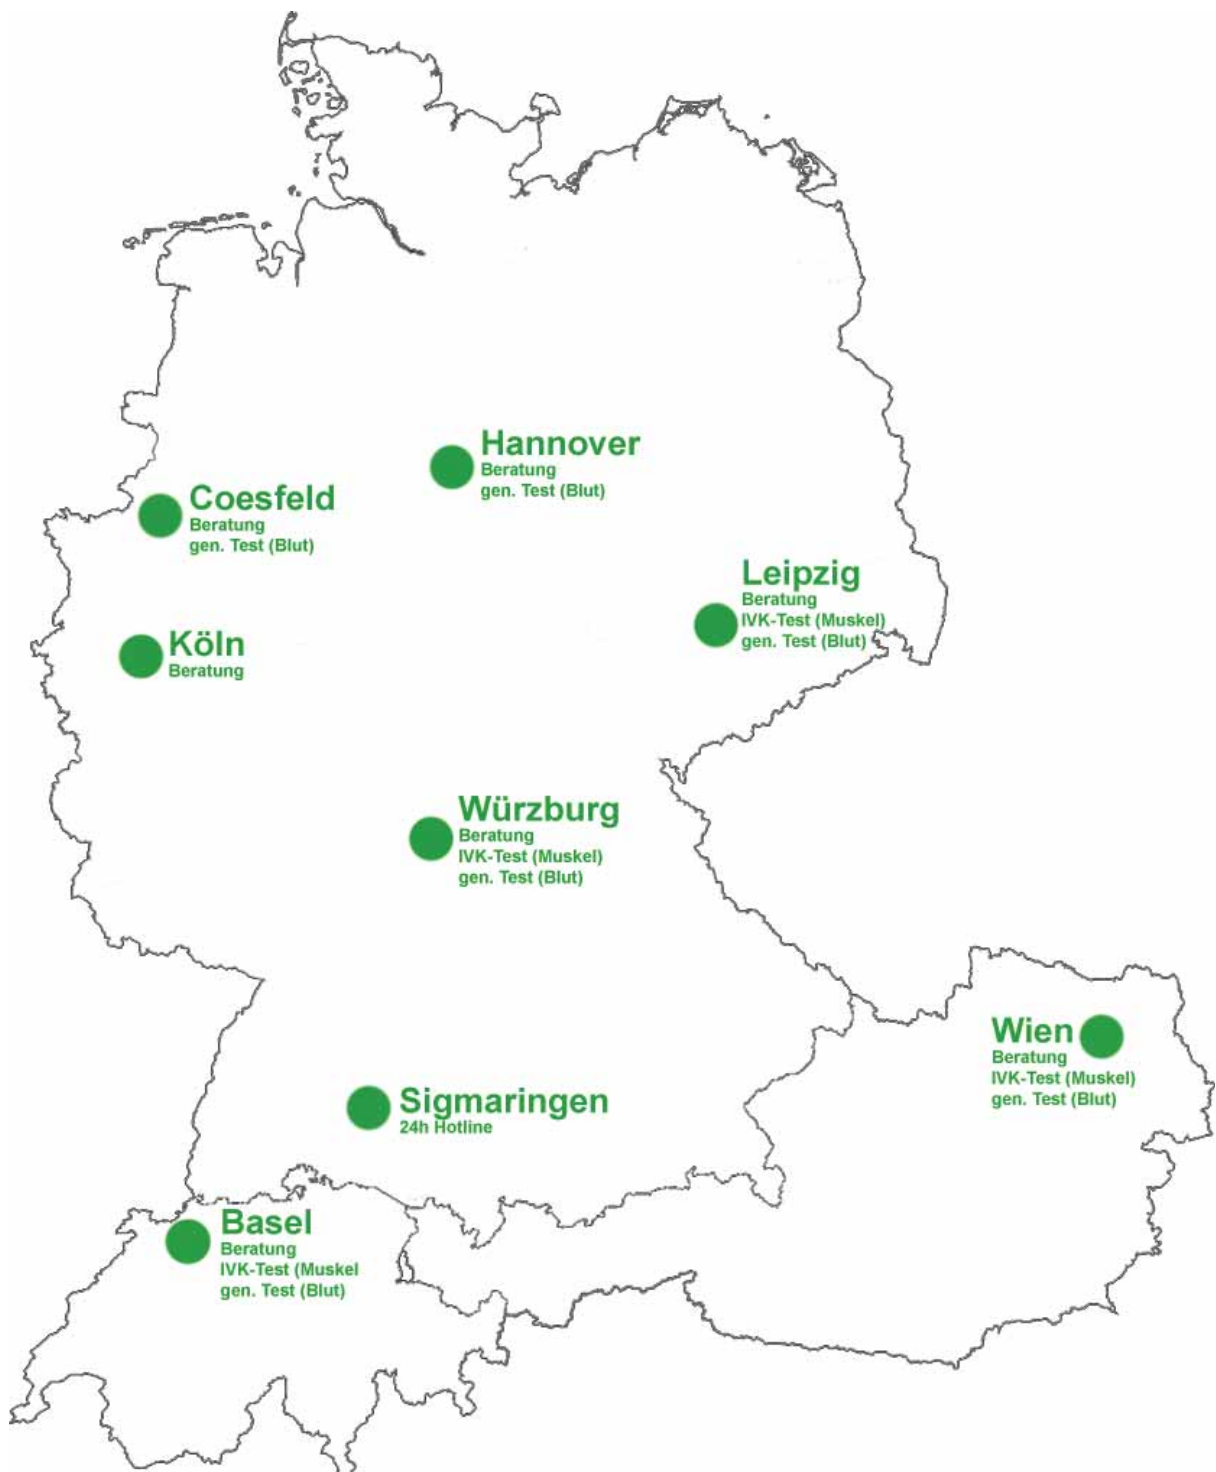 Hannover
Beratung
gen. Test (Blut)
Coesfeld
Beratung
gen. Test (Blut)
Leipzig
Beratung
IVK-Test (Muskel)
gen. Test (Blut)
Köln
Beratung
Würzburg
Beratung
IVK-Test (Muskel)
gen. Test (Blut)
Wien
Beratung
IVK-Test (Muskel)
gen. Test (Blut)
Sigmaringen
24h Hotline
Basel
Beratung
IVK-Test (Muskel
gen. Test (Blut)